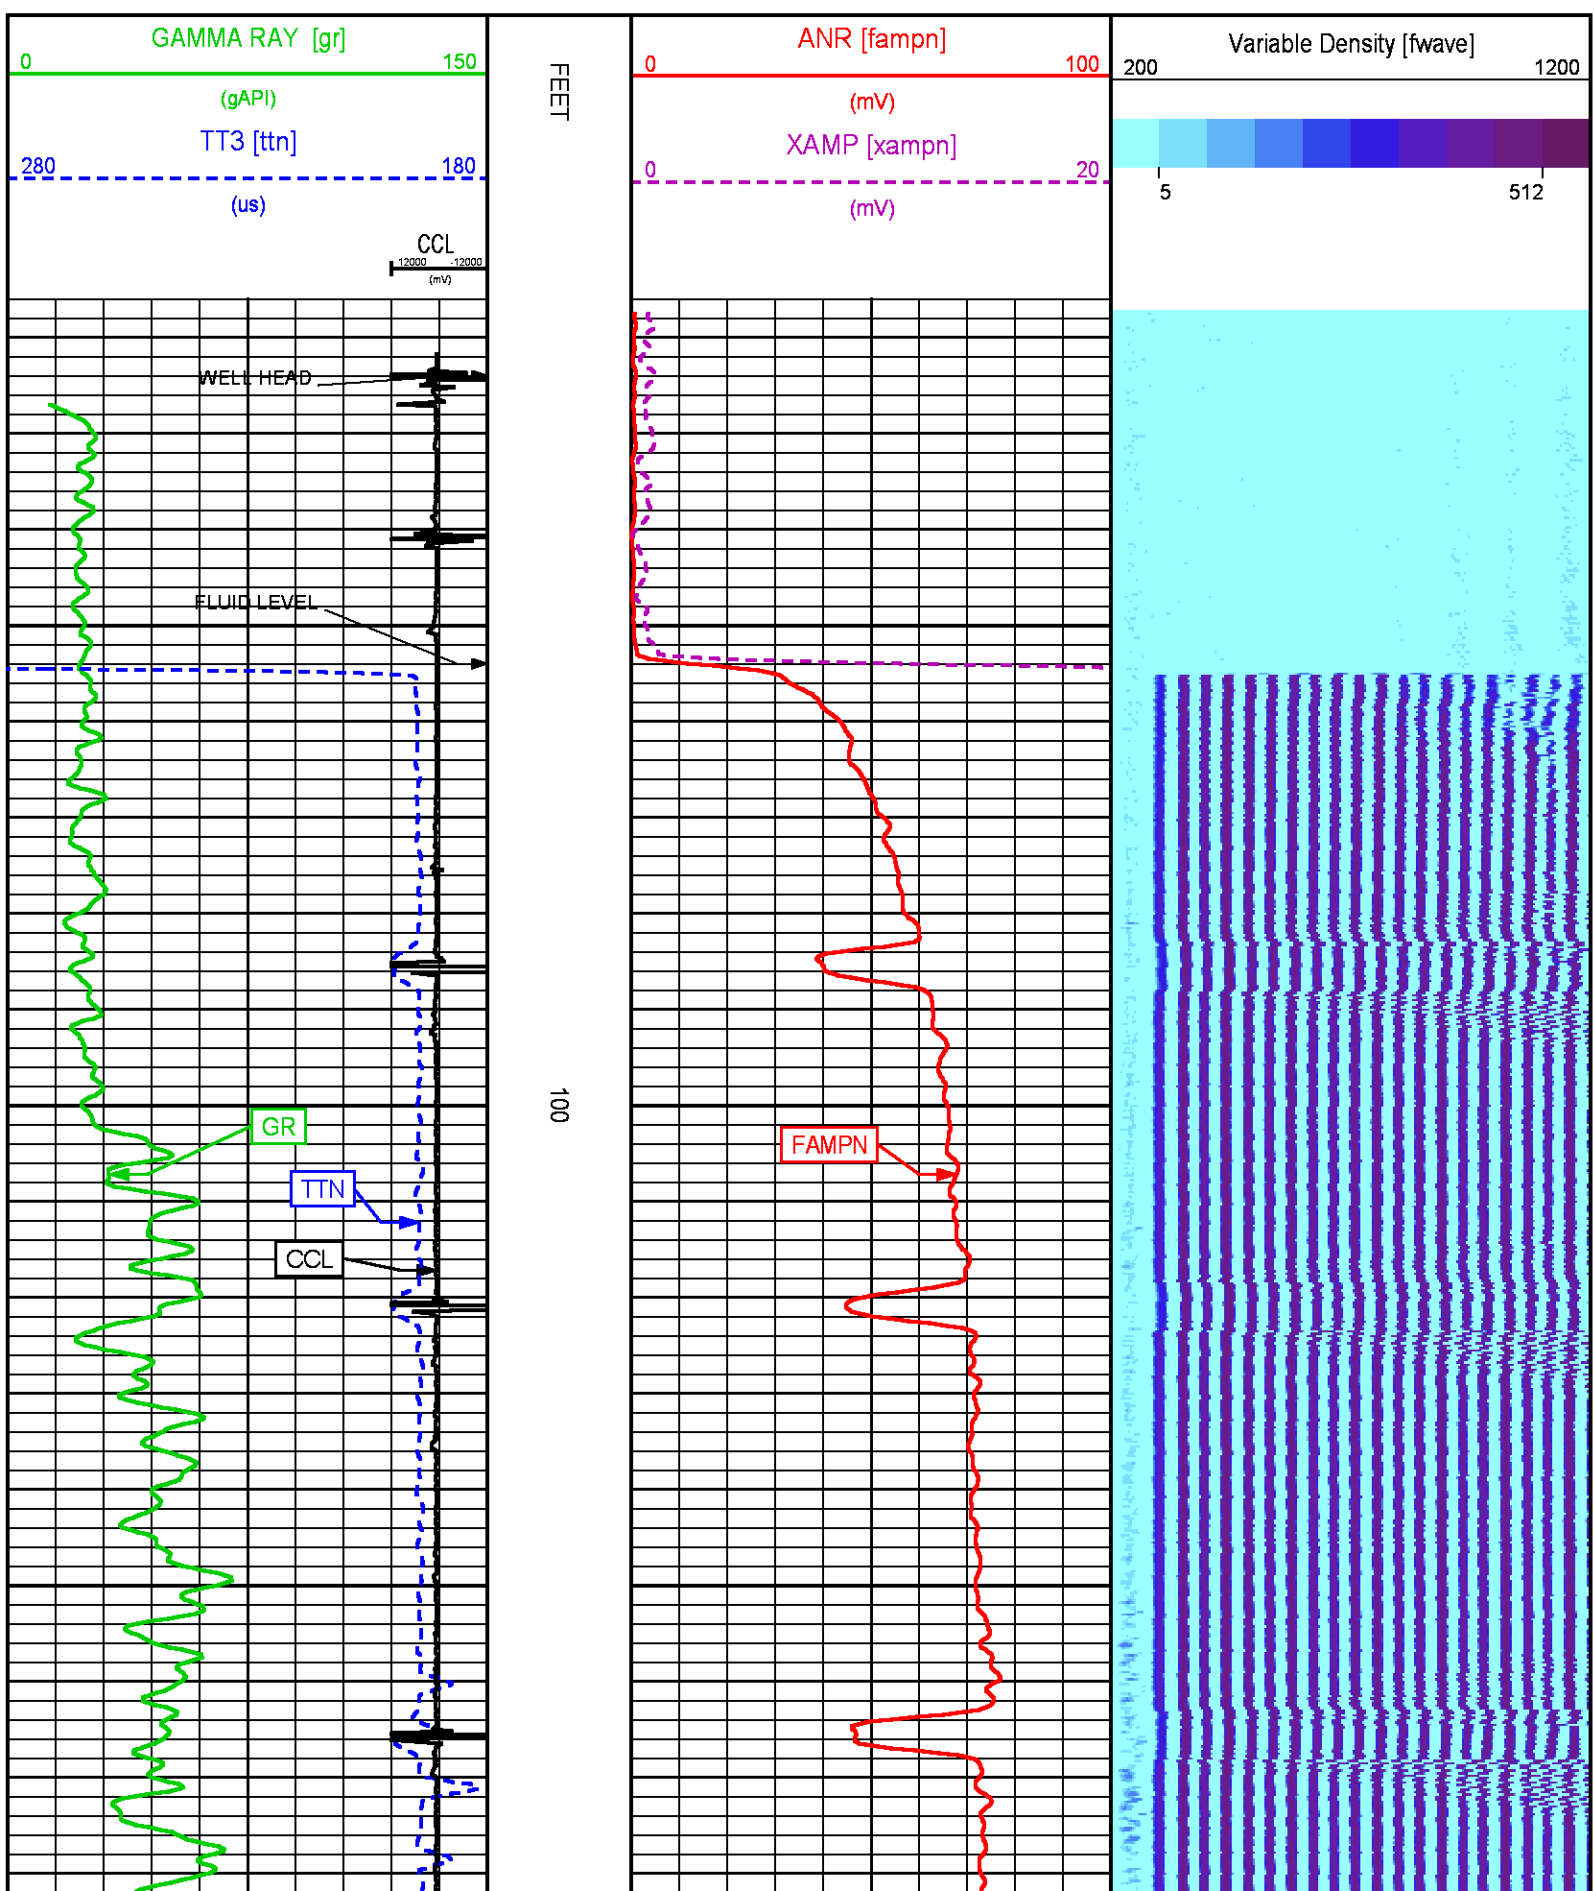 GAMMA RAY [gr]
0 150
(gAPI)
TT3 [ttn]
280 180
(us)
CCL
12000 -12000
(mV)
FEET
ANR [fampn]
0 100
(mV)
XAMP [xampn]
0 20
(mV)
Variable Density [fwave]
200 1200
5 512
WELL HEAD
FLUID LEVEL
100
GR
FAMPN
TTN
CCL